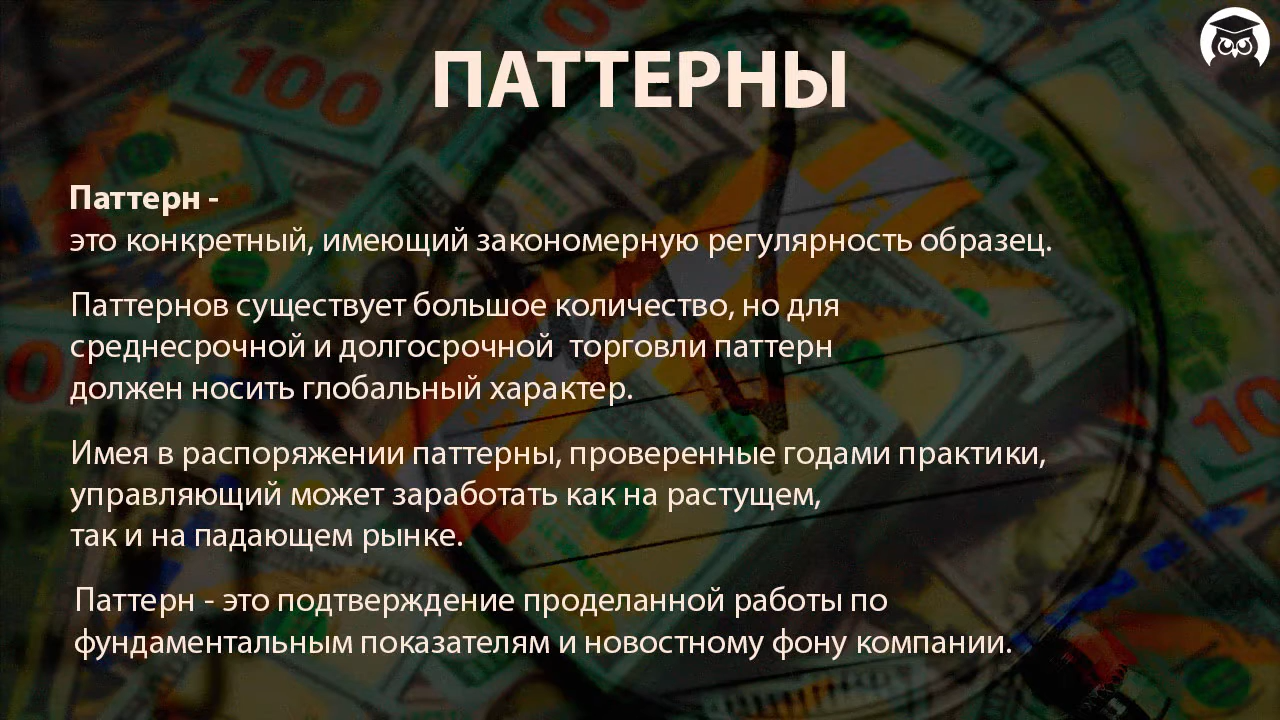 ПАТТЕРНЫ
Паттерн -
это конкретный, имеющий закономерную регулярность образец.
Паттернов существует большое количество, но для
среднесрочной и долгосрочной торговли паттерн
должен носить глобальный характер.
Имея в распоряжении паттерны, проверенные годами практики,
управляющий может заработать как на растущем,
так и на падающем рынке.
Паттерн - это подтверждение проделанной работы по
фундаментальным показателям и новостному фону компании.
100
10